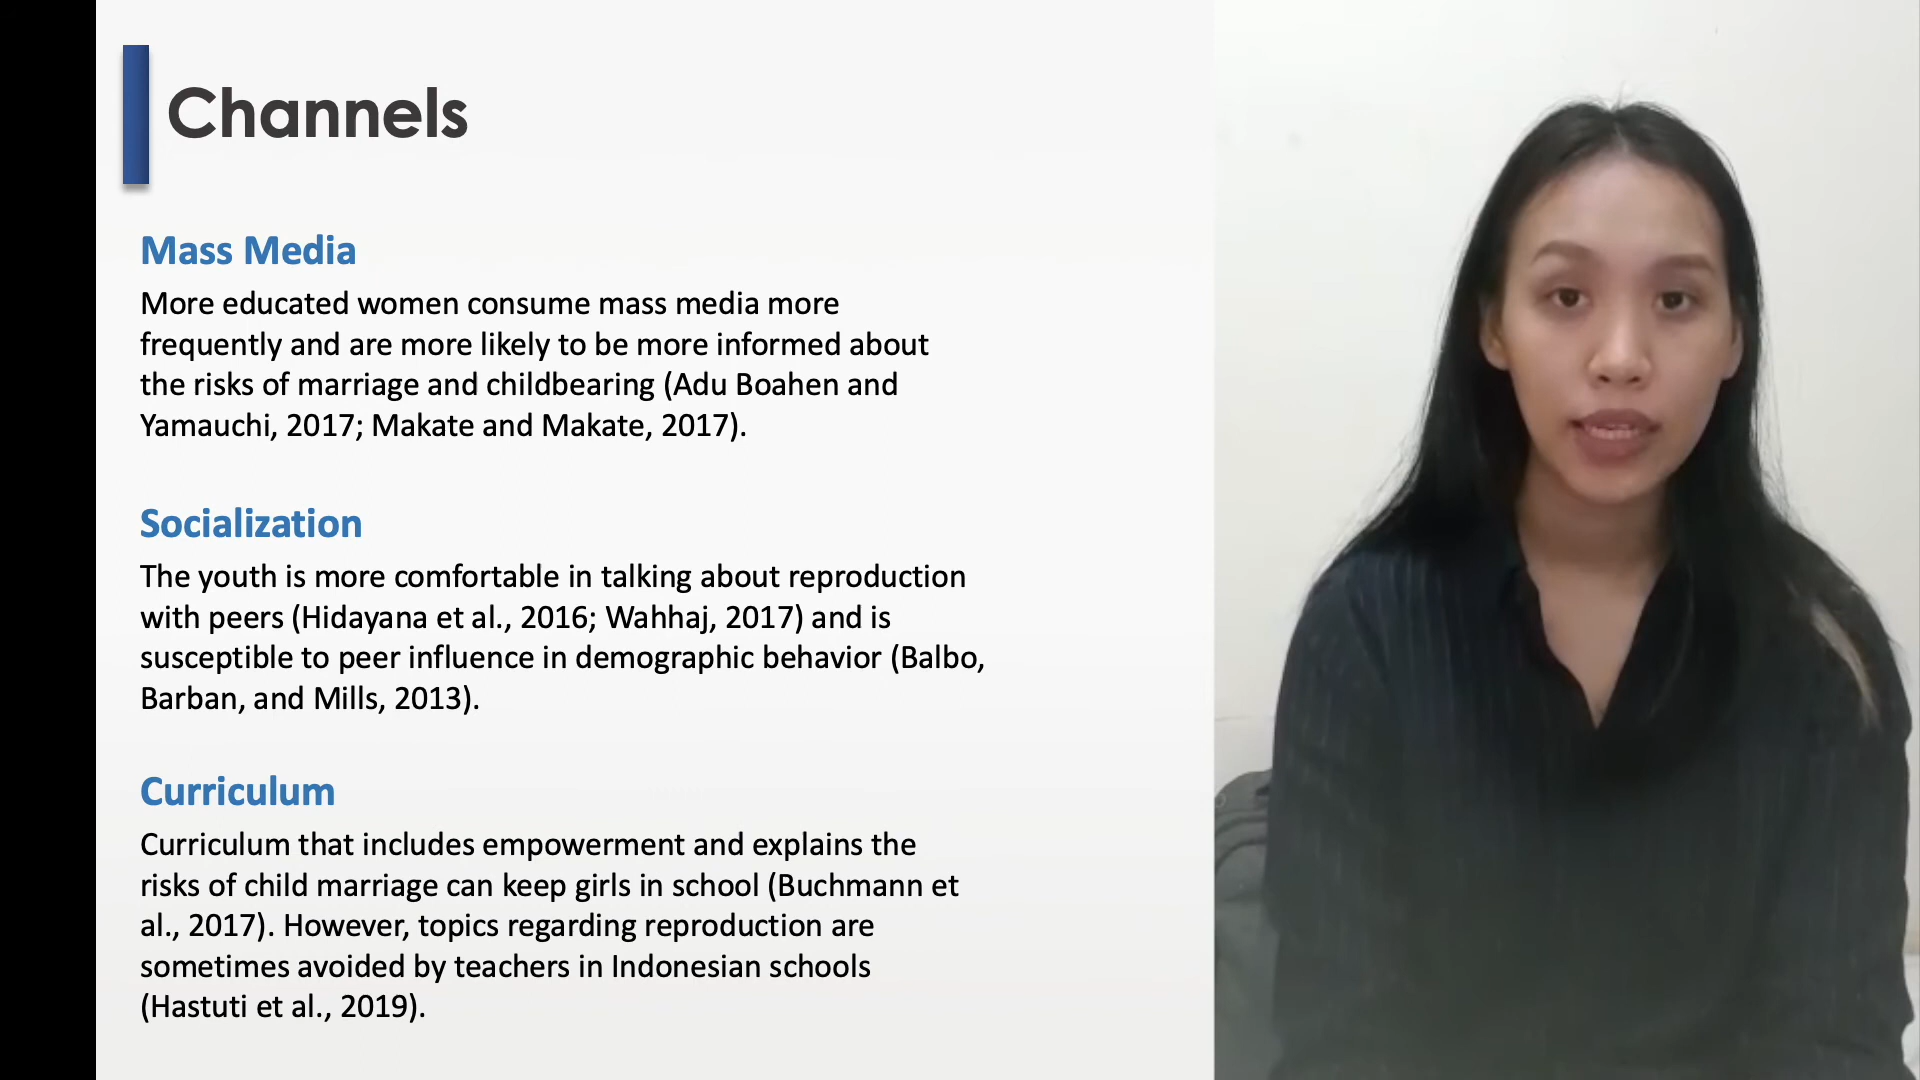 Channels
Mass Media
More educated women consume mass media more
frequently and are more likely to be more informed about
the risks of marriage and childbearing (Adu Boahen and
Yamauchi, 2017; Makate and Makate, 2017).
Socialization
The youth is more comfortable in talking about reproduction
with peers (Hidayana et al., 2016; Wahhaj, 2017) and is
susceptible to peer influence in demographic behavior (Balbo,
Barban, and Mills, 2013).
Curriculum
Curriculum that includes empowerment and explains the
risks of child marriage can keep girls in school (Buchmann et
al., 2017). However, topics regarding reproduction are
sometimes avoided by teachers in Indonesian schools
(Hastuti et al., 2019).